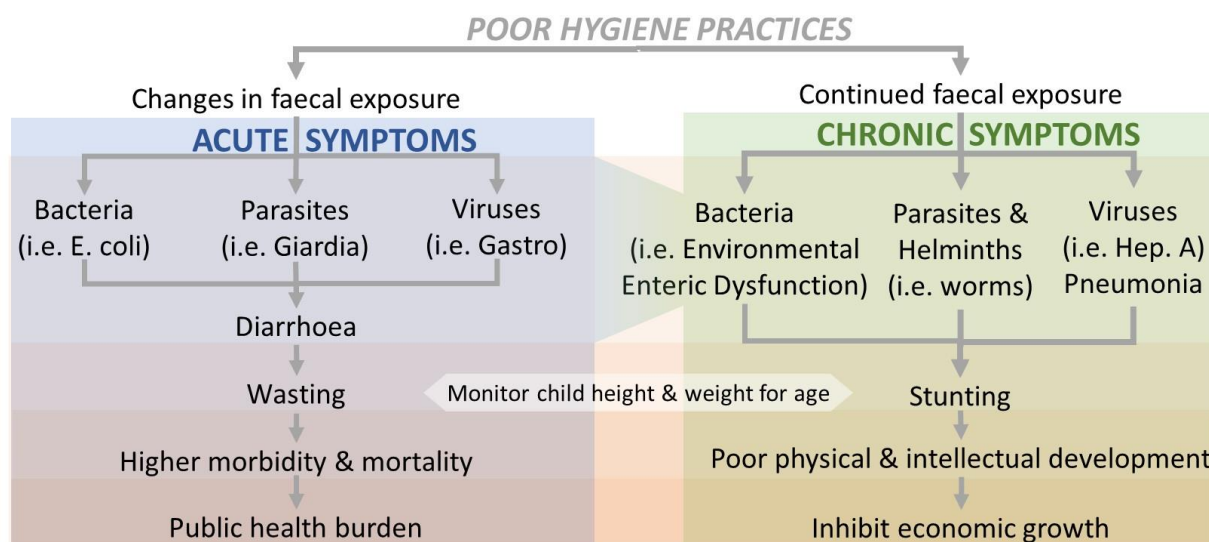 POOR HYGIENE PRACTICES
Changes in faecal exposure
Continued faecal exposure
ACUTE SYMPTOMS
CHRONIC SYMPTOMS
Bacteria
(i.e. E. coli)
Parasites
(i.e. Giardia)
Viruses
(i.e. Gastro)
Bacteria
(i.e. Environmental
Enteric Dysfunction)
Parasites &
Helminths
(i.e. worms)
Viruses
(i.e. Hep. A)
Pneumonia
Diarrhoea
Wasting
Monitor child height & weight for age
Stunting
Higher morbidity & mortality
Poor physical & intellectual development
Public health burden
Inhibit economic growth